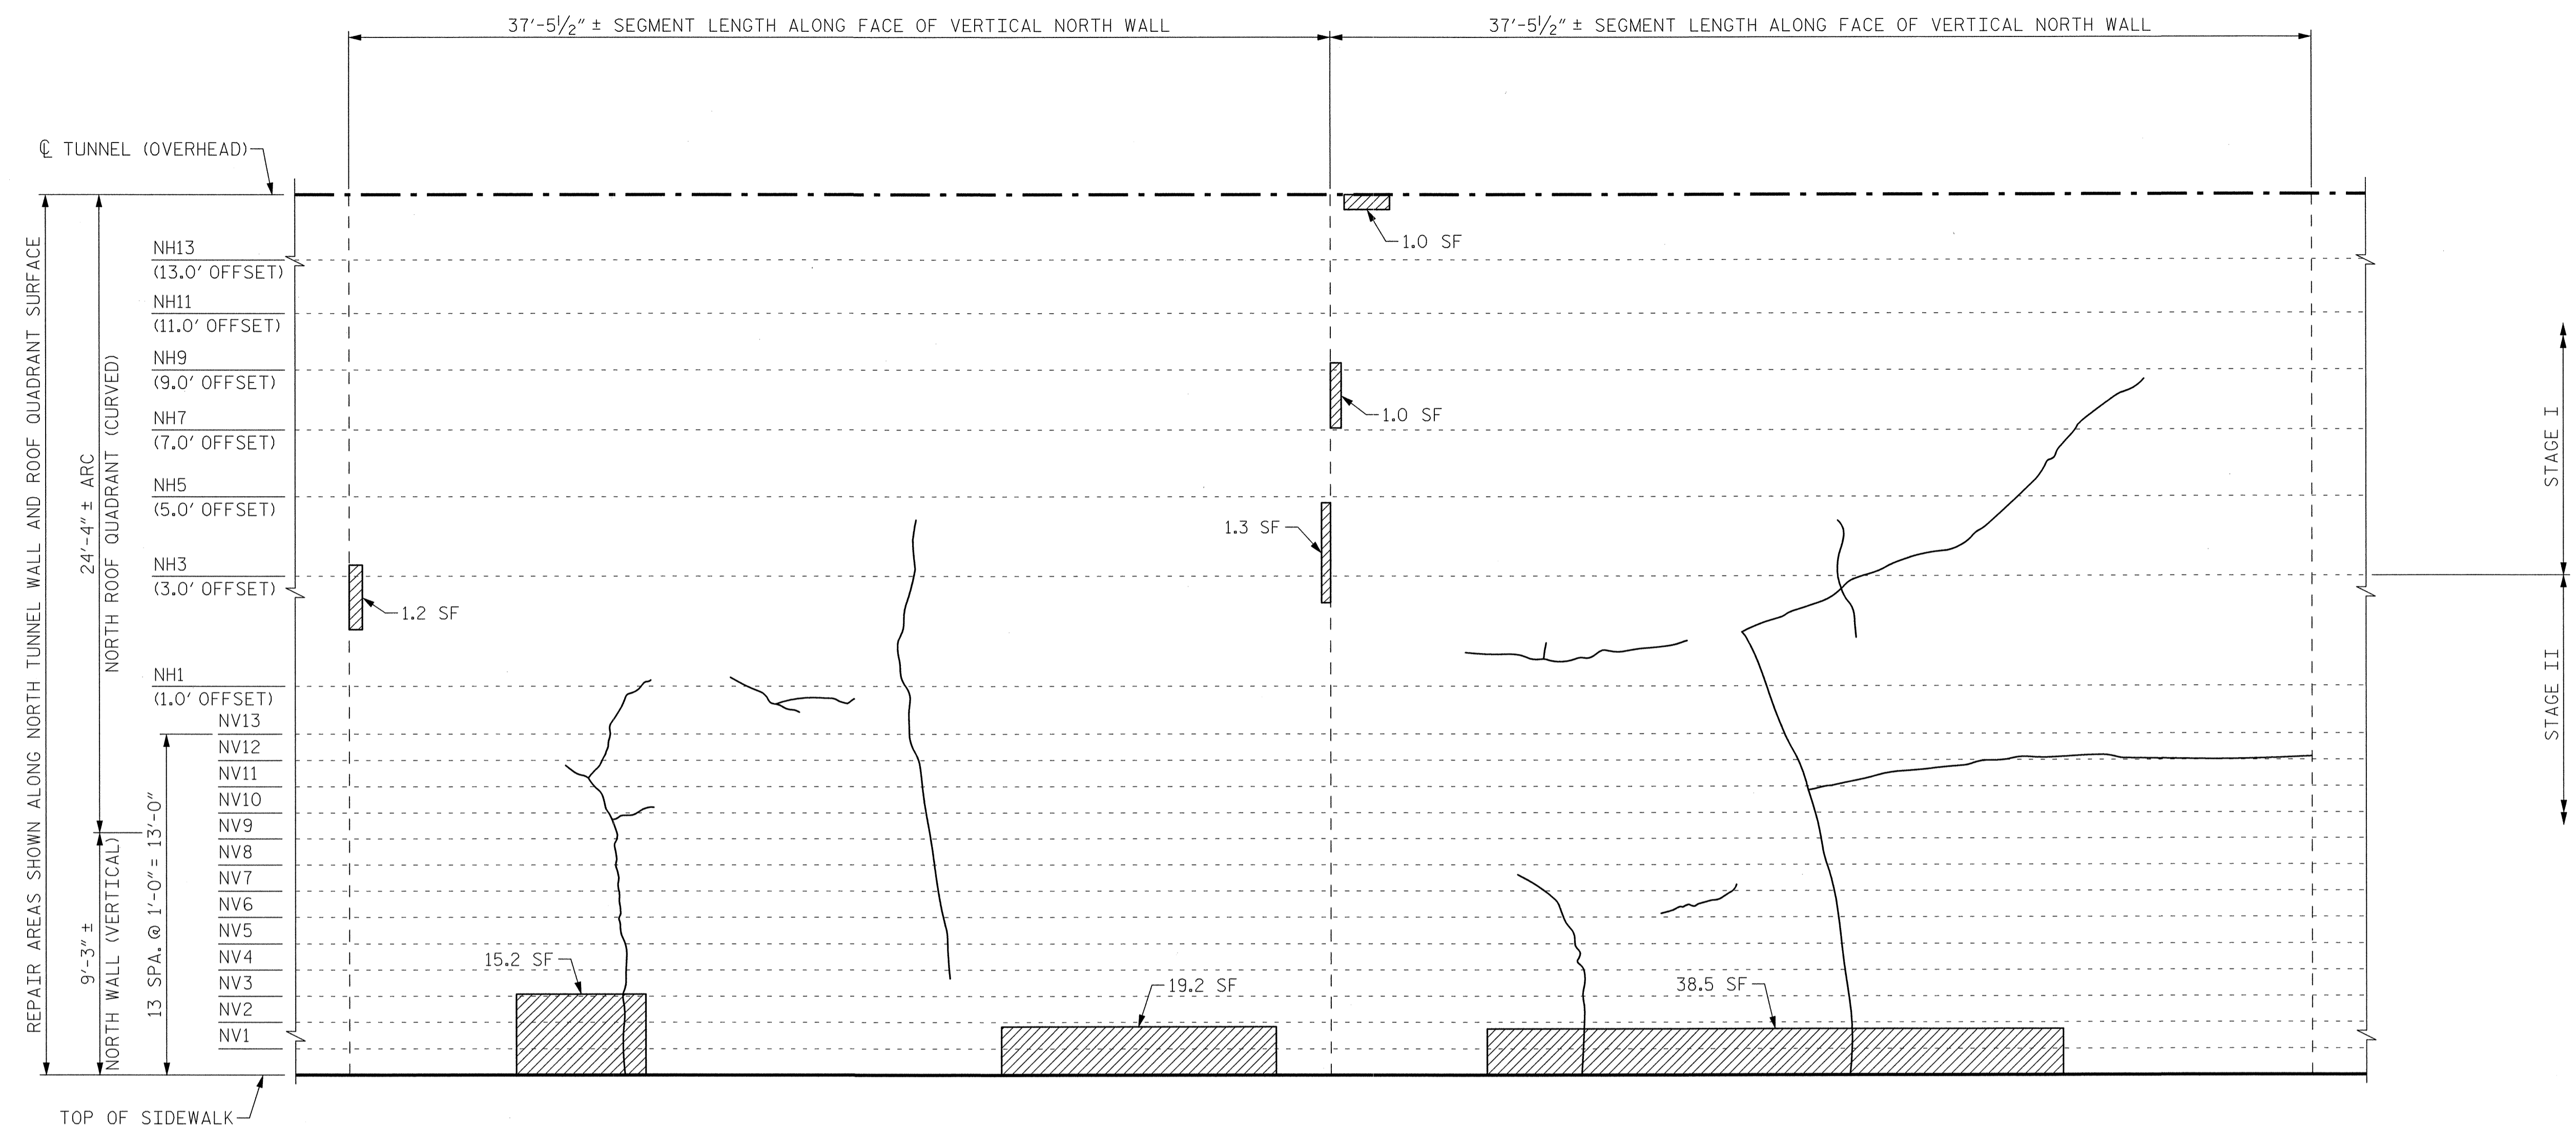 37'-5 1/2" ± SEGMENT LENGTH ALONG FACE OF VERTICAL NORTH WALL
37'-5 1/2" ± SEGMENT LENGTH ALONG FACE OF VERTICAL NORTH WALL
℄ TUNNEL (OVERHEAD)
REPAIR AREAS SHOWN ALONG NORTH TUNNEL WALL AND ROOF QUADRANT SURFACE
24'-4" ± ARC
NORTH ROOF QUADRANT (CURVED)
9'-3" ±
NORTH WALL (VERTICAL)
13 SPA. @ 1'-0" = 13'-0"
NH13
(13.0' OFFSET)
NH11
(11.0' OFFSET)
NH9
(9.0' OFFSET)
NH7
(7.0' OFFSET)
NH5
(5.0' OFFSET)
NH3
(3.0' OFFSET)
NH1
(1.0' OFFSET)
NV13
NV12
NV11
NV10
NV9
NV8
NV7
NV6
NV5
NV4
NV3
NV2
NV1
TOP OF SIDEWALK
1.0 SF
1.0 SF
1.3 SF
1.2 SF
15.2 SF
19.2 SF
38.5 SF
STAGE I
STAGE II